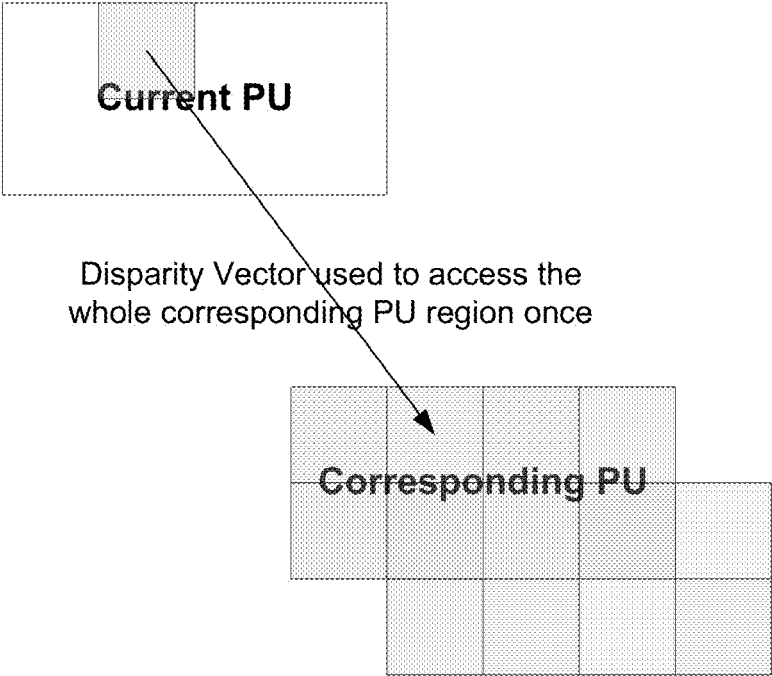 Current PU
Disparity Vector used to access the
whole corresponding PU region once
Corresponding PU